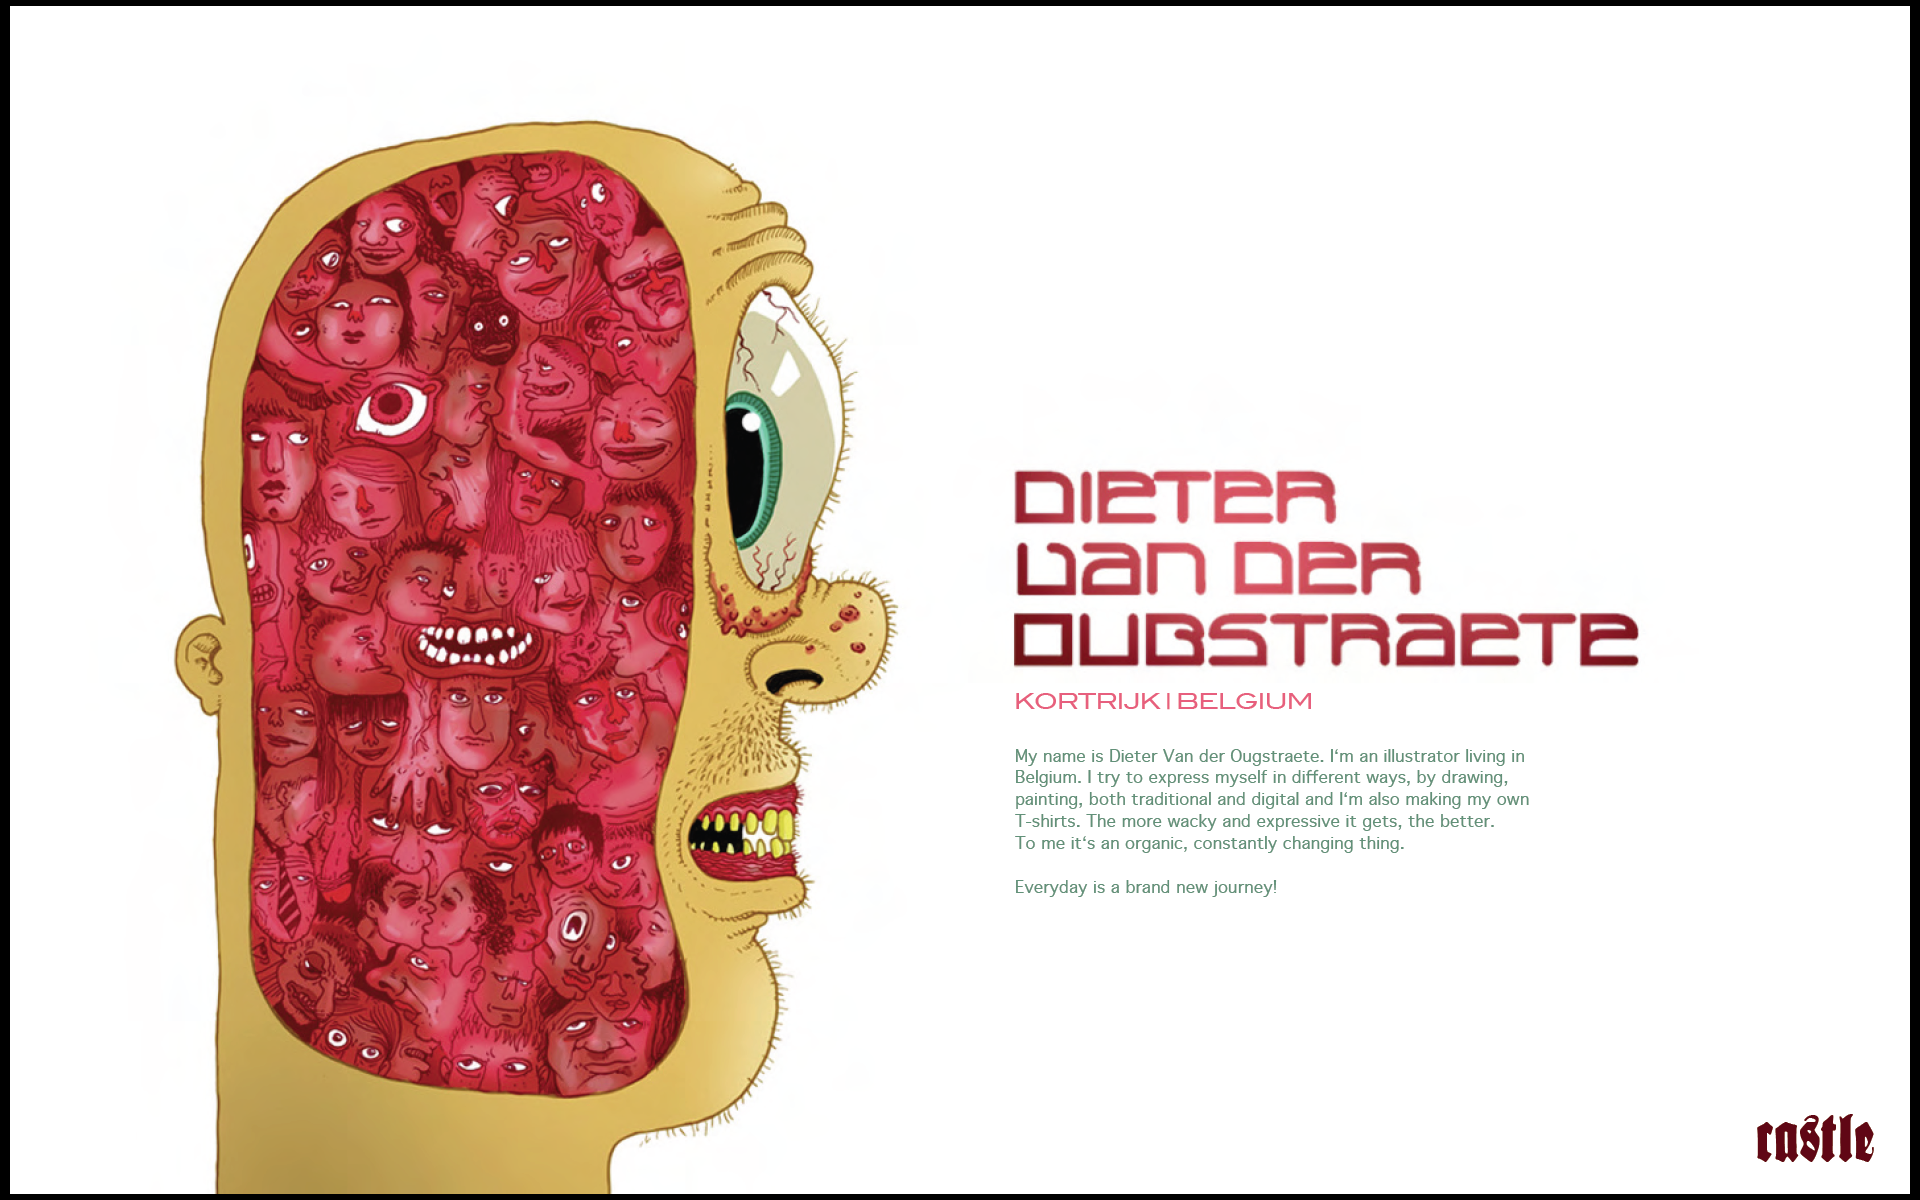 DIETER
VAN DER
OUGSTRAETE
KORTRIJK | BELGIUM
My name is Dieter Van der Ougstraete. I‘m an illustrator living in
Belgium. I try to express myself in different ways, by drawing,
painting, both traditional and digital and I‘m also making my own
T-shirts. The more wacky and expressive it gets, the better.
To me it‘s an organic, constantly changing thing.
Everyday is a brand new journey!
castle